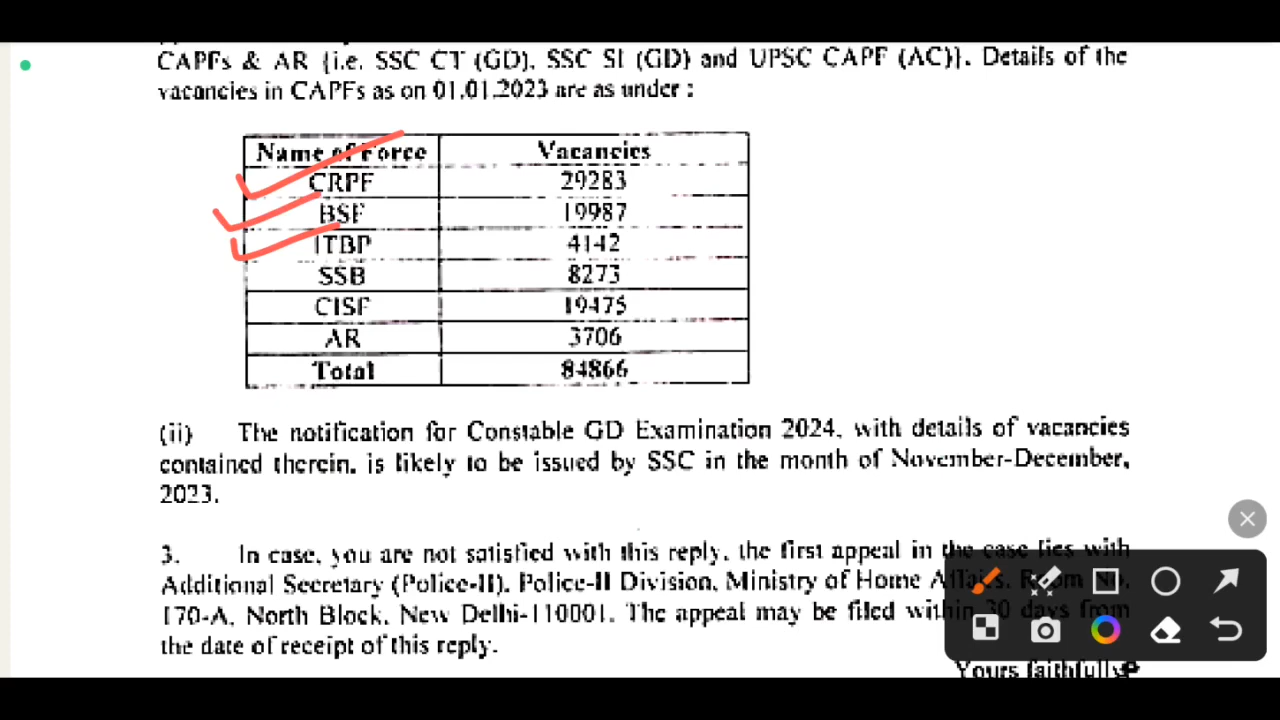 CAPFs & AR {i.e. SSC CT (GD), SSC SI (GD) and UPSC CAPF (AC)}. Details of the
vacancies in CAPFs as on 01.01.2023 are as under :
Name of Force Vacancies
CRPF 29283
BSF 19987
ITBP 4142
SSB 8273
CISF 19475
AR 3706
Total 84866
(ii) The notification for Constable GD Examination 2024, with details of vacancies
contained therein, is likely to be issued by SSC in the month of November-December,
2023.
3. In case, you are not satisfied with this reply, the first appeal in the case lies with
Additional Secretary (Police-II), Police-II Division, Ministry of Home Affairs, Room No.
170-A, North Block, New Delhi-110001. The appeal may be filed within 30 days from
the date of receipt of this reply.
Yours faithfully